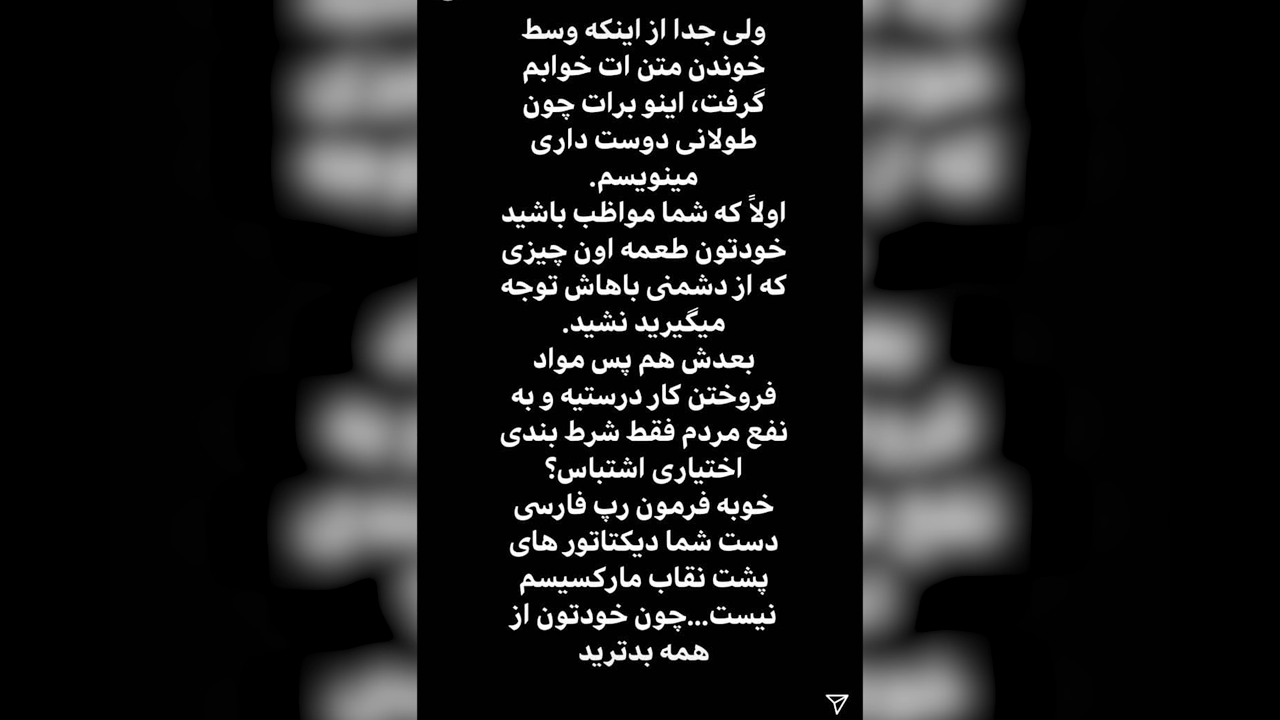 ولی جدا از اینکه وسط
خوندن متن ات خوابم
گرفت، اینو برات چون
طولانی دوست داری
مینویسم.
اولاً که شما مواظب باشید
خودتون طعمه اون چیزی
که از دشمنی باهاش توجه
میگیرید نشید.
بعدش هم پس مواد
فروختن کار درستیه و به
نفع مردم فقط شرط بندی
اختیاری اشتباس؟
خوبه فرمون رپ فارسی
دست شما دیکتاتور های
پشت نقاب مارکسیسم
نیست...چون خودتون از
همه بدترید